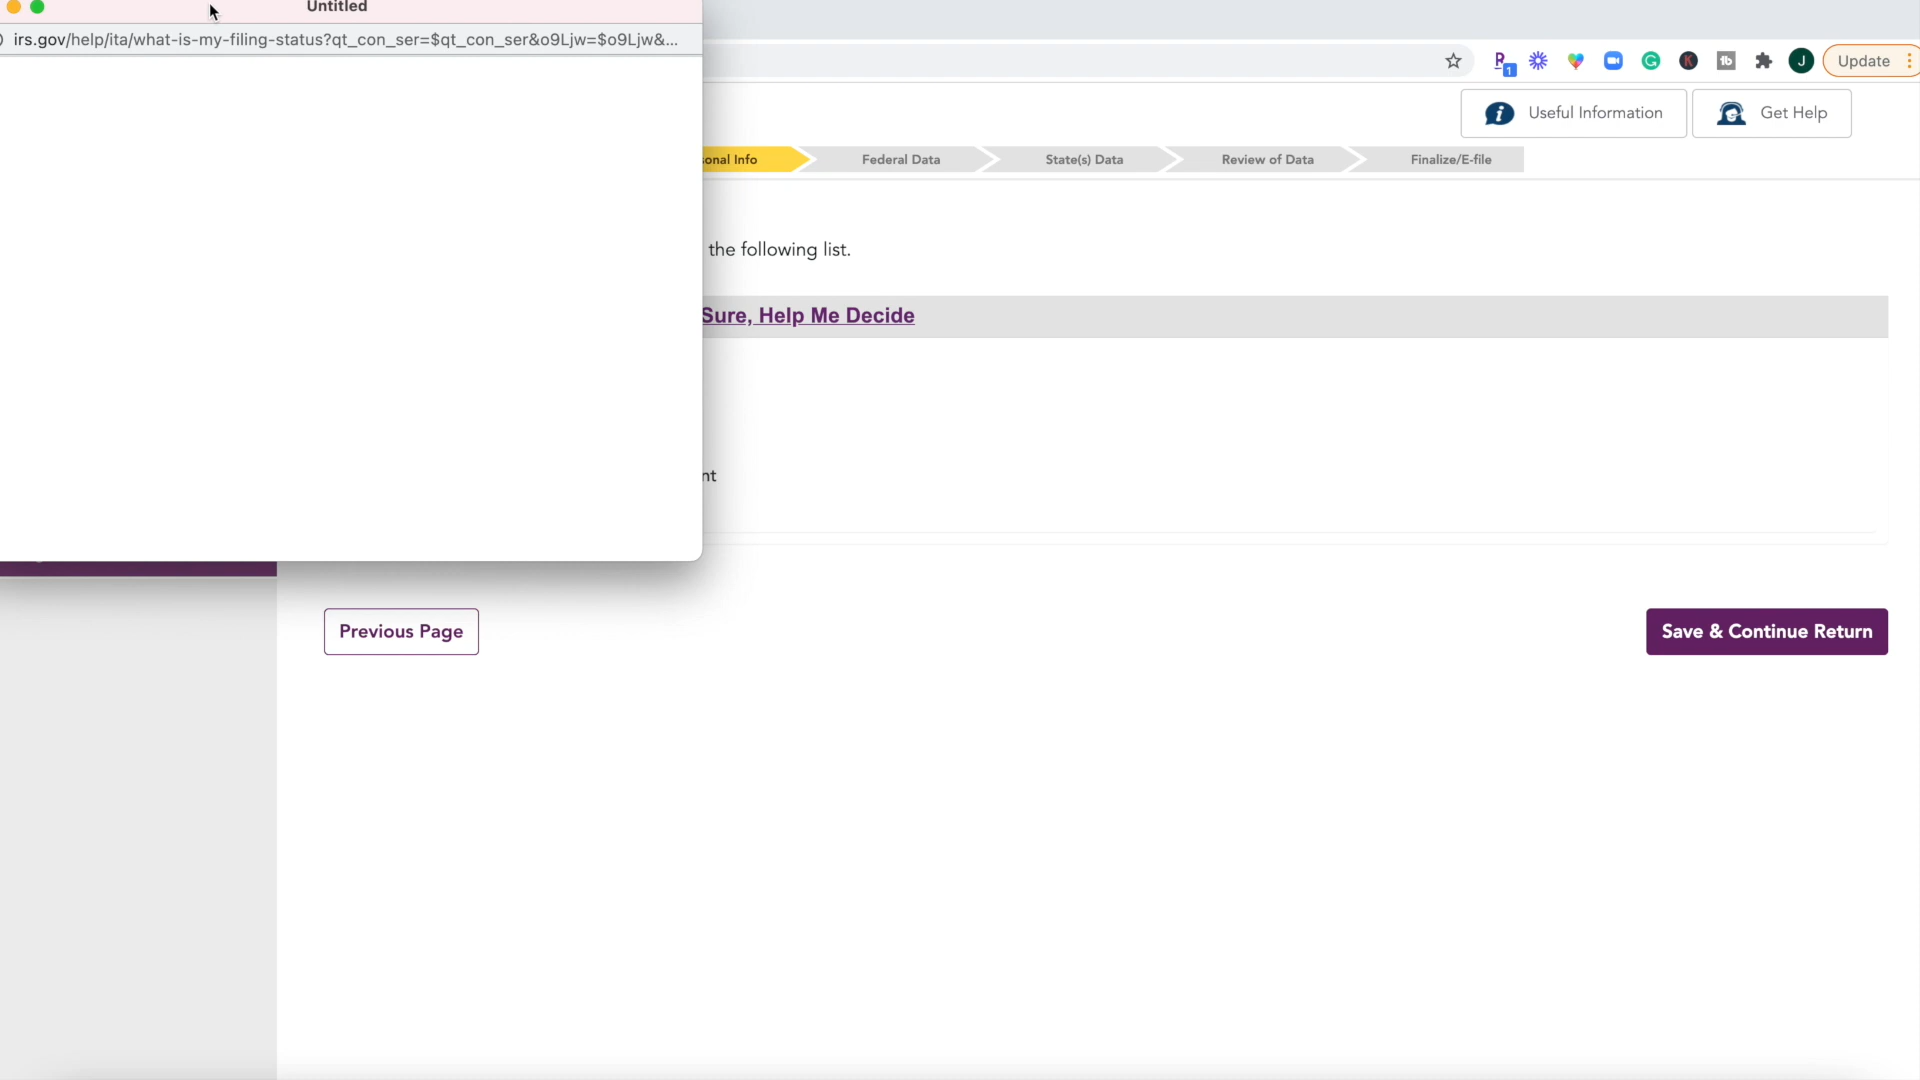 Untitled
irs.gov/help/ita/what-is-my-filing-status?qt_con_ser=$qt_con_ser&o9Ljw=$o9Ljw&...
1
J
Update
Useful Information
Get Help
sonal Info
Federal Data
State(s) Data
Review of Data
Finalize/E-file
the following list.
Sure, Help Me Decide
nt
Previous Page
Save & Continue Return